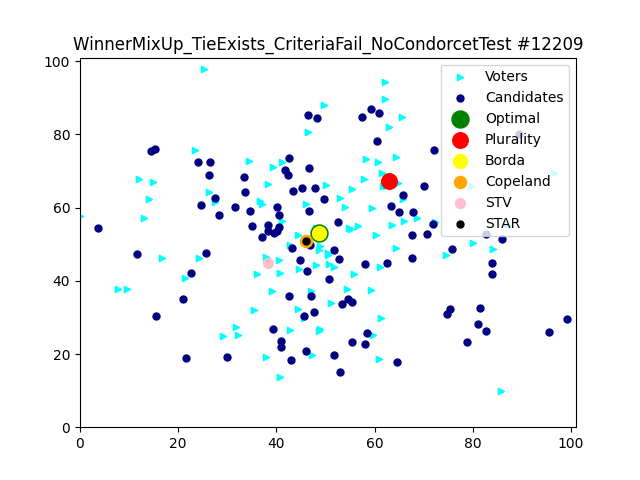 WinnerMixUp_TieExists_CriteriaFail_NoCondorcetTest #12209
100
80
60
40
20
0
0
20
40
60
80
100
Voters
Candidates
Optimal
Plurality
Borda
Copeland
STV
STAR